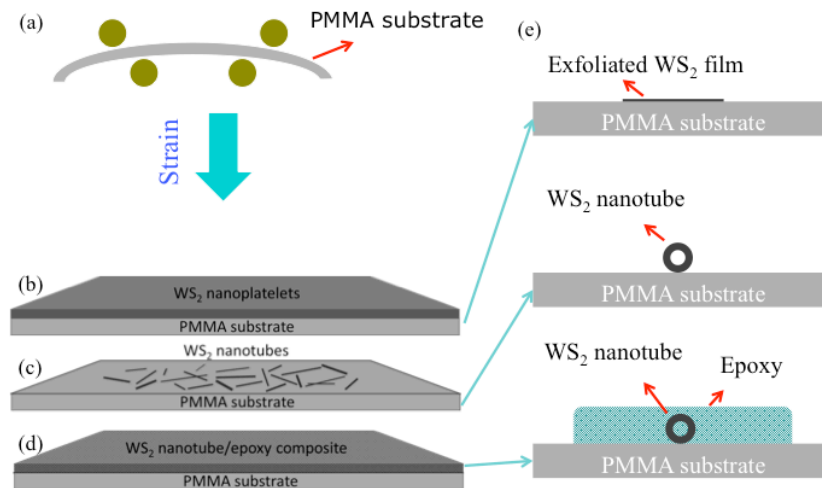 (a)
PMMA substrate
Strain
(b)
WS₂ nanoplatelets
PMMA substrate
WS₂ nanotubes
(c)
PMMA substrate
(d)
WS₂ nanotube/epoxy composite
PMMA substrate
(e)
Exfoliated WS₂ film
PMMA substrate
WS₂ nanotube
PMMA substrate
WS₂ nanotube
Epoxy
PMMA substrate